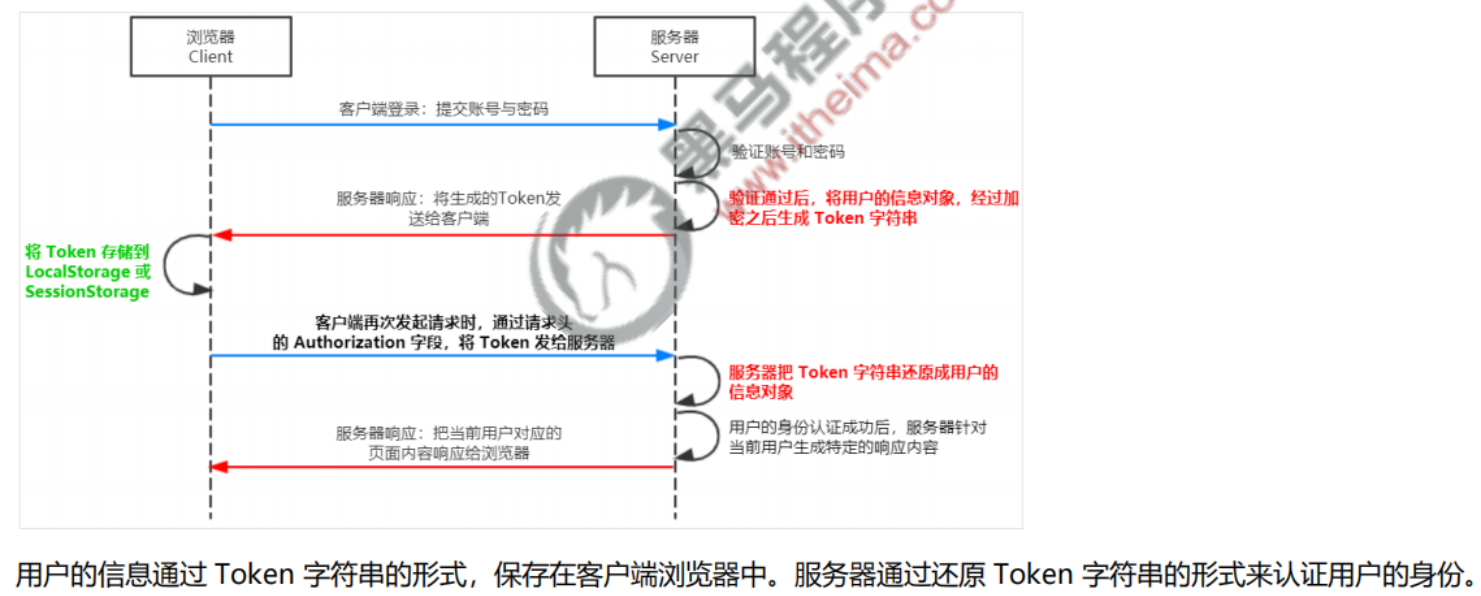 浏览器
Client
服务器
Server
客户端登录：提交账号与密码
验证账号和密码
验证通过后，将用户的信息对象，经过加
密之后生成 Token 字符串
服务器响应：将生成的Token发
送给客户端
将 Token 存储到
LocalStorage 或
SessionStorage
客户端再次发起请求时，通过请求头
的 Authorization 字段，将 Token 发给服务器
服务器把 Token 字符串还原成用户的
信息对象
用户的身份认证成功后，服务器针对
当前用户生成特定的响应内容
服务器响应：把当前用户对应的
页面内容响应给浏览器
黑马程序
www.itheima.co
用户的信息通过 Token 字符串的形式，保存在客户端浏览器中。服务器通过还原 Token 字符串的形式来认证用户的身份。